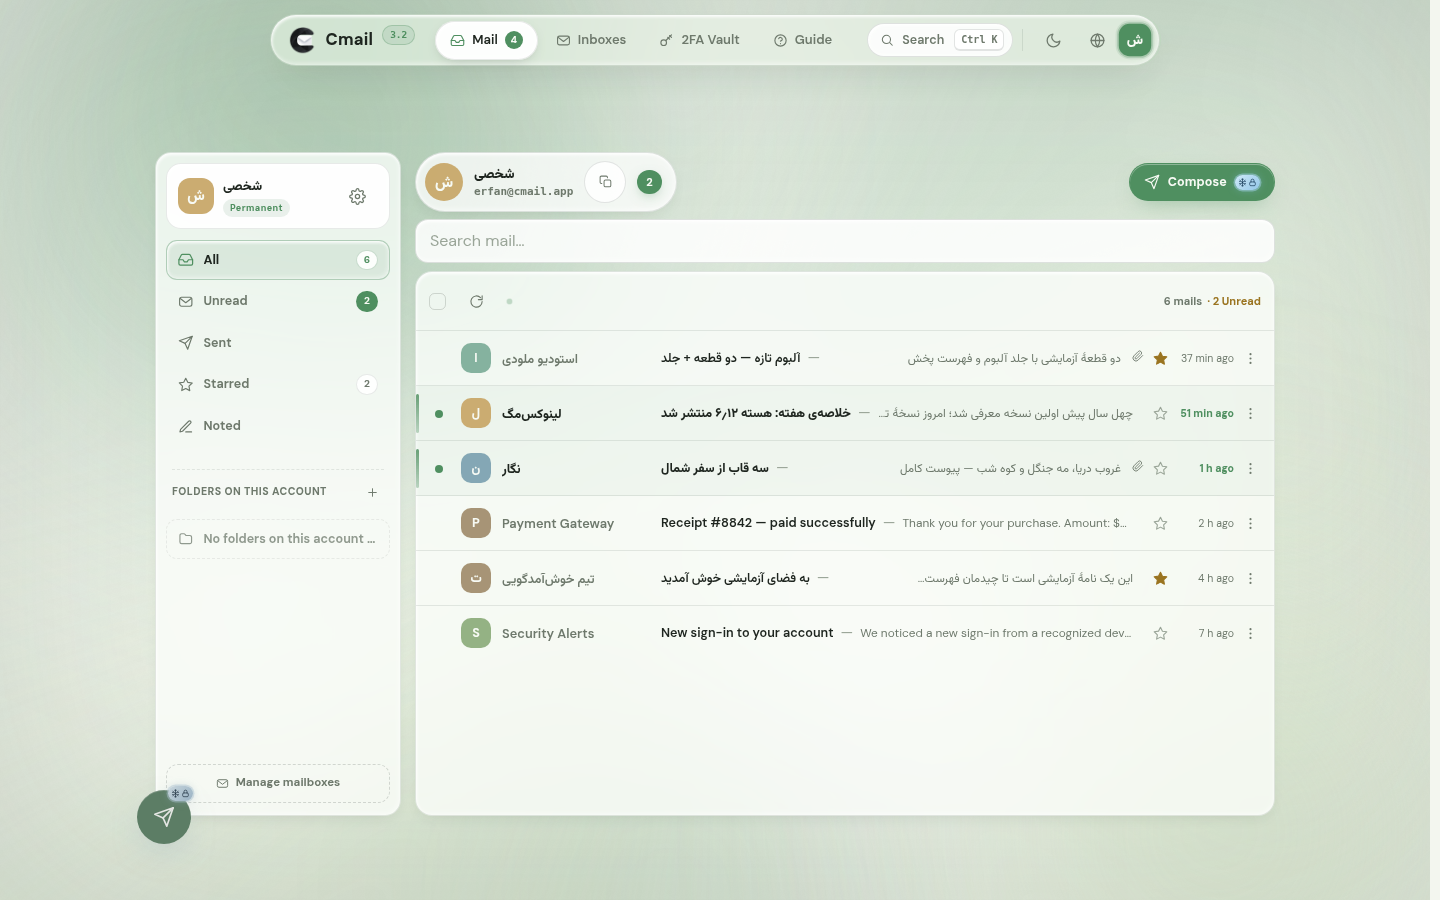 Cmail 3.2
Mail 4
Inboxes
2FA Vault
Guide
Search Ctrl K
ش
ش
شخصی
Permanent
All 6
Unread 2
Sent
Starred 2
Noted
FOLDERS ON THIS ACCOUNT
No folders on this account …
Manage mailboxes
ش
شخصی
erfan@cmail.app
2
Compose
Search mail...
6 mails · 2 Unread
ا استودیو ملودی آلبوم تازه — دو قطعه + جلد — دو قطعهٔ آزمایشی با جلد آلبوم و فهرست پخش 37 min ago
ل لینوکس‌مگ خلاصه‌ی هفته: هسته ۶٫۱۲ منتشر شد — چهل سال پیش اولین نسخه معرفی شد؛ امروز نسخهٔ تـ... 51 min ago
ن نگار سه قاب از سفر شمال — غروب دریا، مه جنگل و کوه شب — پیوست کامل 1 h ago
P Payment Gateway Receipt #8842 — paid successfully — Thank you for your purchase. Amount: $... 2 h ago
ت تیم خوش‌آمدگویی به فضای آزمایشی خوش آمدید — این یک نامهٔ آزمایشی است تا چیدمان فهرست... 4 h ago
S Security Alerts New sign-in to your account — We noticed a new sign-in from a recognized dev... 7 h ago